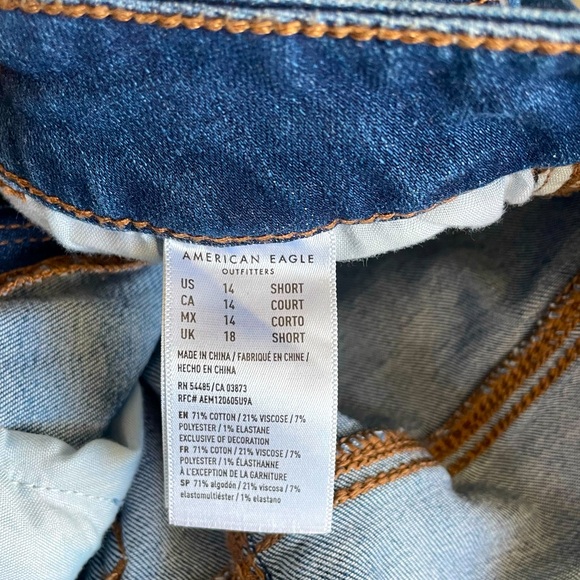 AMERICAN EAGLE
OUTFITTERS
US 14 SHORT
CA 14 COURT
MX 14 CORTO
UK 18 SHORT
MADE IN CHINA / FABRIQUÉ EN CHINE /
HECHO EN CHINA
RN 54485 / CA 03873
RFC# AEM120605U9A
EN 71% COTTON / 21% VISCOSE / 7%
POLYESTER / 1% ELASTANE
EXCLUSIVE OF DECORATION
FR 71% COTON / 21% VISCOSE / 7%
POLYESTER / 1% ÉLASTHANNE
À L'EXCEPTION DE LA GARNITURE
SP 71% algodón / 21% viscosa / 7%
elastomultiéster / 1% elastano